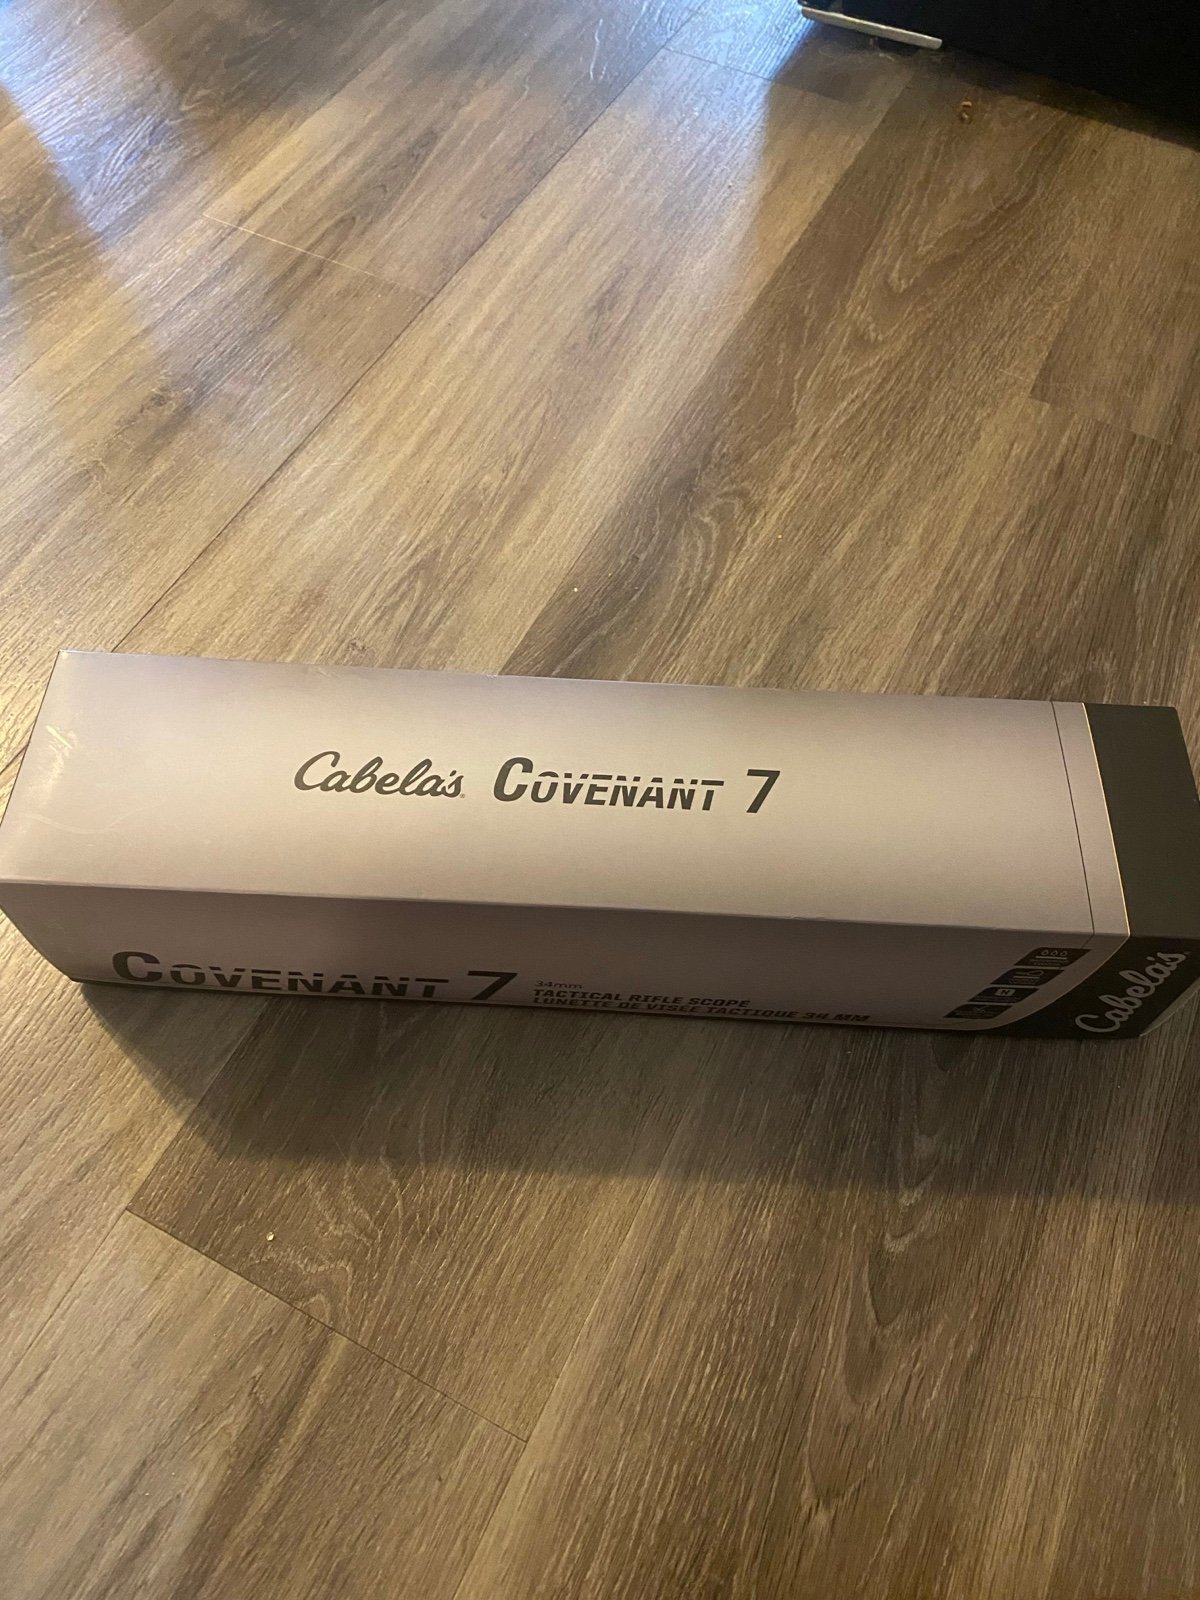 Cabela's COVENANT 7
COVENANT 7
34mm
TACTICAL RIFLE SCOPE
LUNETTE DE VISÉE TACTIQUE 34 MM
N
Cabela's